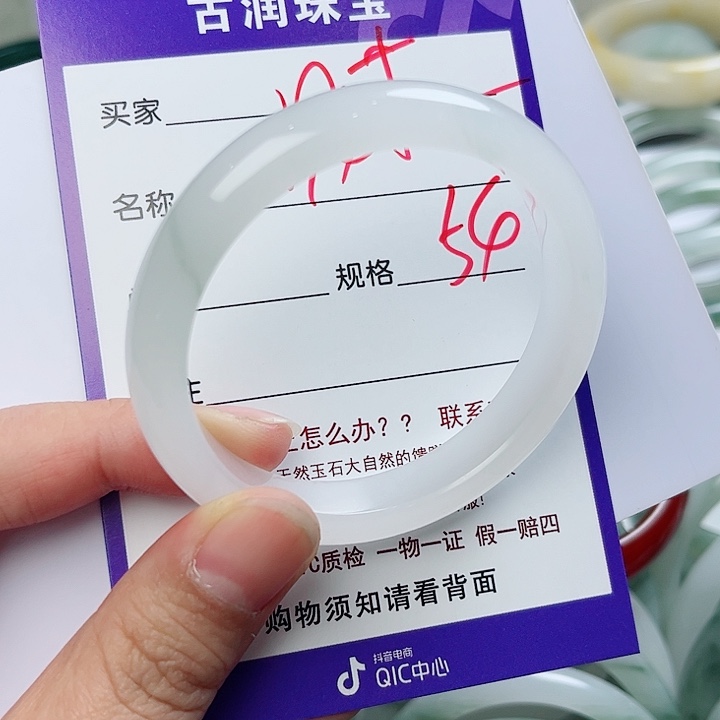 古润珠宝
买家
名称
规格 56
怎么办？？ 联系
天然玉石大自然的馈赠
服!
C质检 一物一证 假一赔四
购物须知请看背面
抖音电商
QIC中心